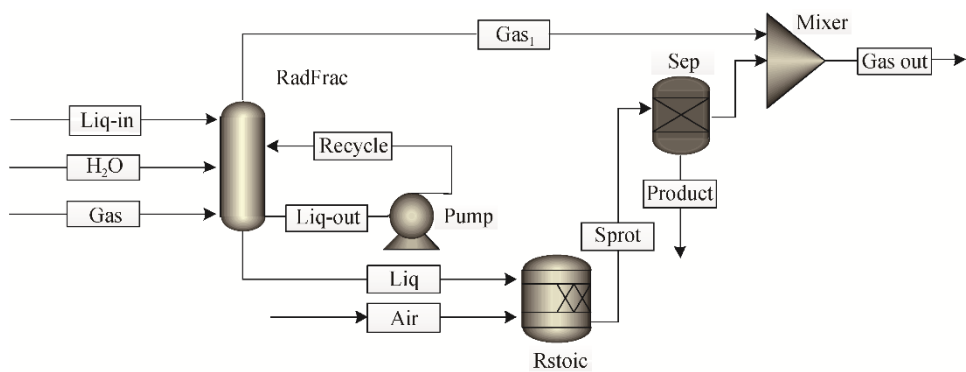 Mixer
Gas₁
Sep
Gas out
RadFrac
Liq-in
Recycle
H₂O
Product
Gas
Liq-out
Pump
Sprot
Liq
Air
Rstoic